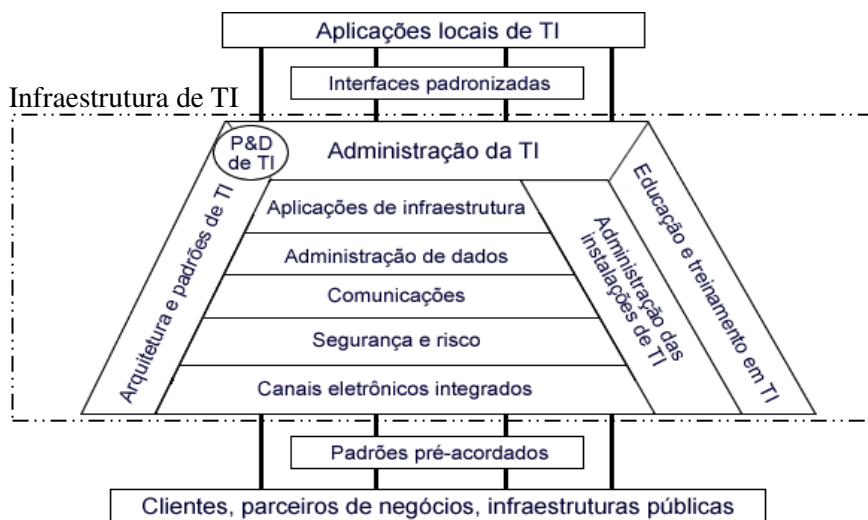 Aplicações locais de TI
Interfaces padronizadas
Infraestrutura de TI
P&D
de TI
Administração da TI
Arquitetura e padrões de TI
Aplicações de infraestrutura
Administração de dados
Comunicações
Segurança e risco
Canais eletrônicos integrados
Administração das
instalações de TI
Educação e treinamento em TI
Padrões pré-acordados
Clientes, parceiros de negócios, infraestruturas públicas